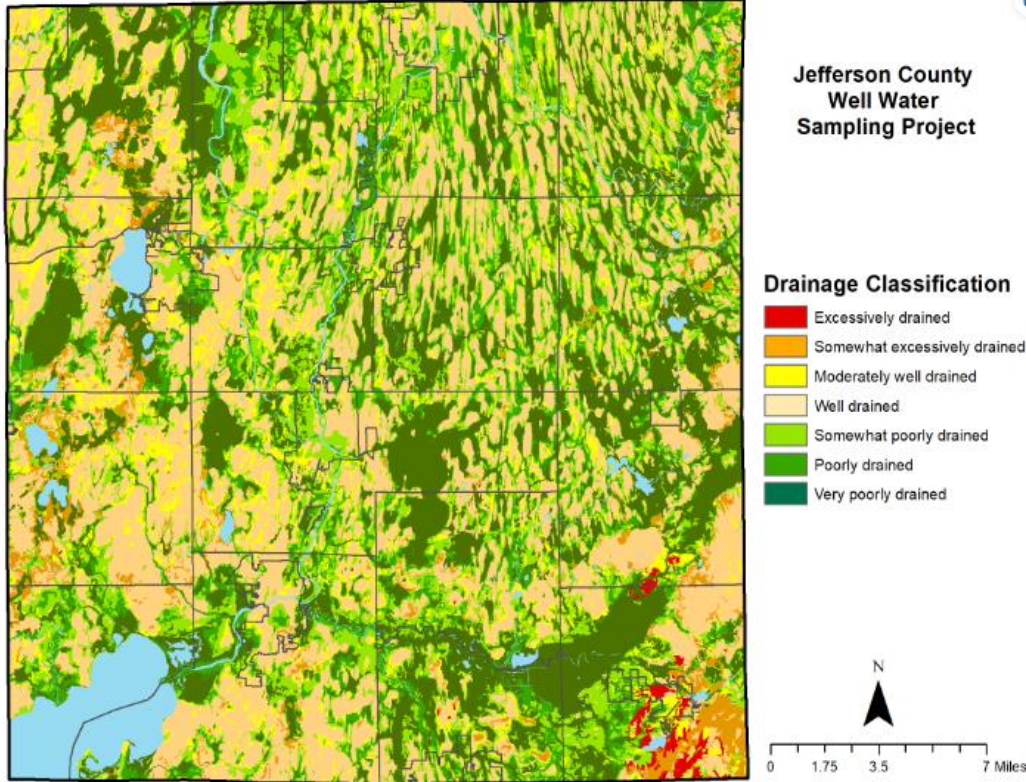 Jefferson County
Well Water
Sampling Project
Drainage Classification
Excessively drained
Somewhat excessively drained
Moderately well drained
Well drained
Somewhat poorly drained
Poorly drained
Very poorly drained
N
0 1.75 3.5 7 Miles